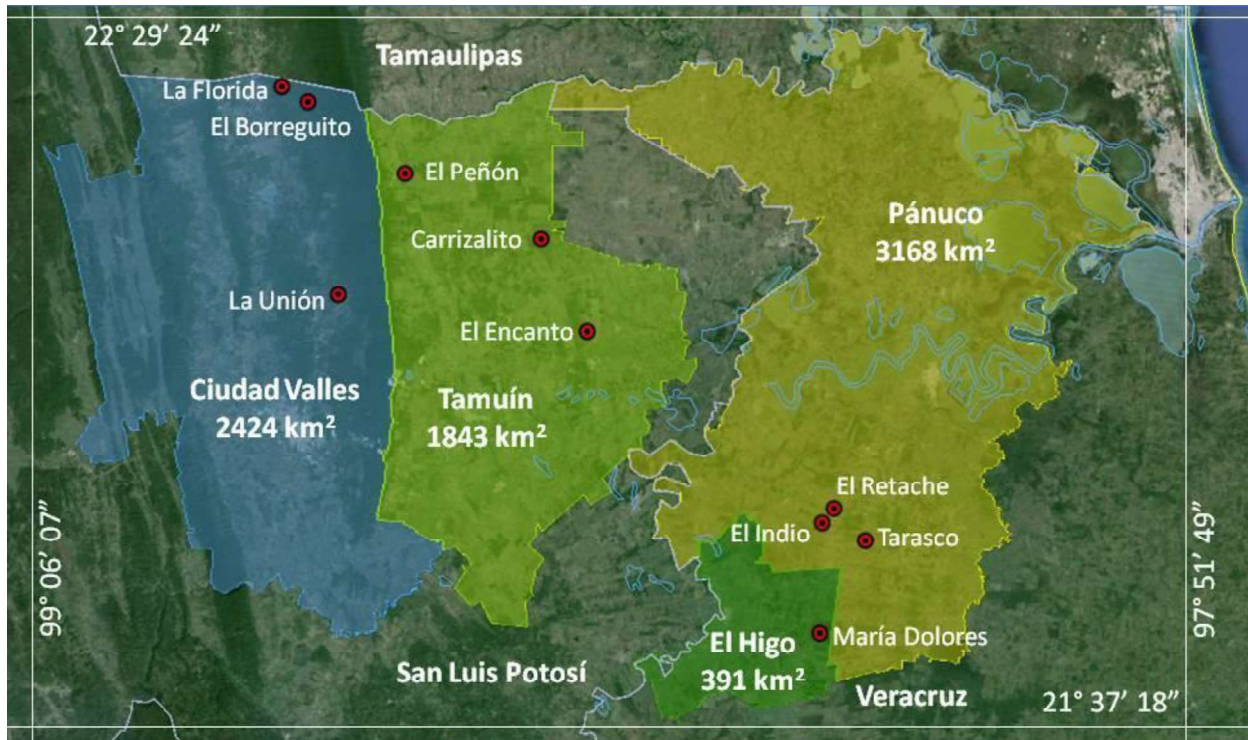 22° 29’ 24”
Tamaulipas
La Florida
El Borreguito
El Peñón
Carrizalito
Pánuco
3168 km²
La Unión
El Encanto
Ciudad Valles
2424 km²
Tamuín
1843 km²
El Retache
El Indio
Tarasco
99° 06’ 07”
97° 51’ 49”
María Dolores
El Higo
391 km²
San Luis Potosí
Veracruz
21° 37’ 18”